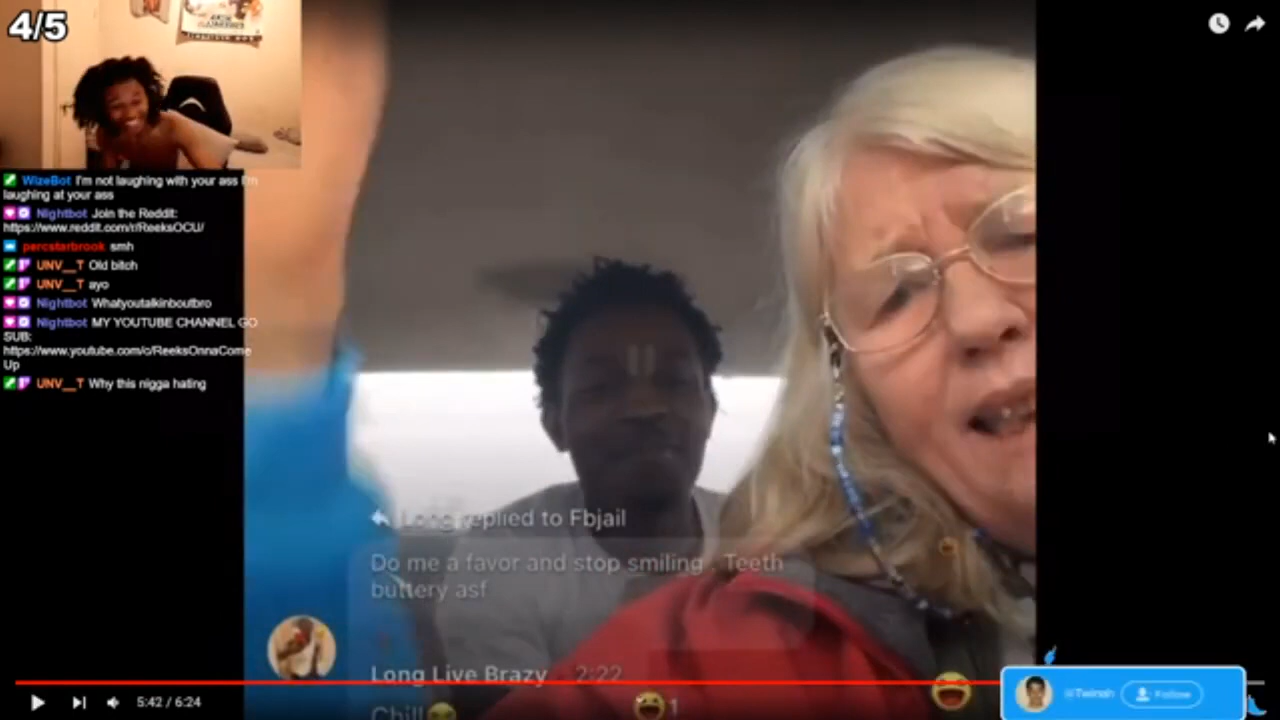 4/5
WizeBot I'm not laughing with your ass I'm
laughing at your ass
Nightbot Join the Reddit:
https://www.reddit.com/r/ReeksOCU/
percstarbrook smh
UNV__T Old bitch
UNV__T ayo
Nightbot Whatyoutalkinboutbro
Nightbot MY YOUTUBE CHANNEL GO
SUB:
https://www.youtube.com/c/ReeksOnnaCome
Up
UNV__T Why this nigga hating
Long replied to Fbjail
Do me a favor and stop smiling . Teeth
buttery asf
Long Live Brazy 2:22
Chill
1
5:42 / 6:24
@Twinsh
Follow